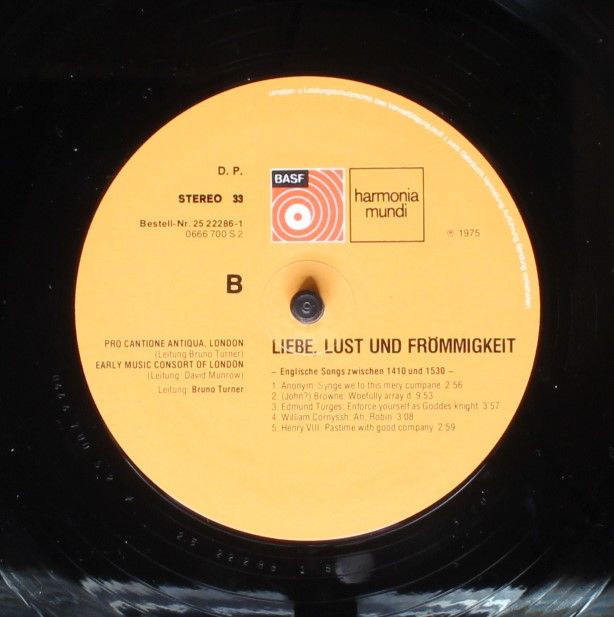 D. P.
STEREO 33
Bestell-Nr. 25 22286-1
0666 700 S 2
B
BASF
harmonia
mundi
℗ 1975
PRO CANTIONE ANTIQUA, LONDON
(Leitung Bruno Turner)
EARLY MUSIC CONSORT OF LONDON
(Leitung: David Munrow)
Leitung: Bruno Turner
LIEBE, LUST UND FRÖMMIGKEIT
– Englische Songs zwischen 1410 und 1530 –
1. Anonym: Synge we to this mery cumpane 2'56
2. (John?) Browne: Woefully array'd 9'53
3. Edmund Turges: Enforce yourself as Goddes knight 3'57
4. William Cornyssh: Ah, Robin 3'08
5. Henry VIII: Pastime with good company 2'59